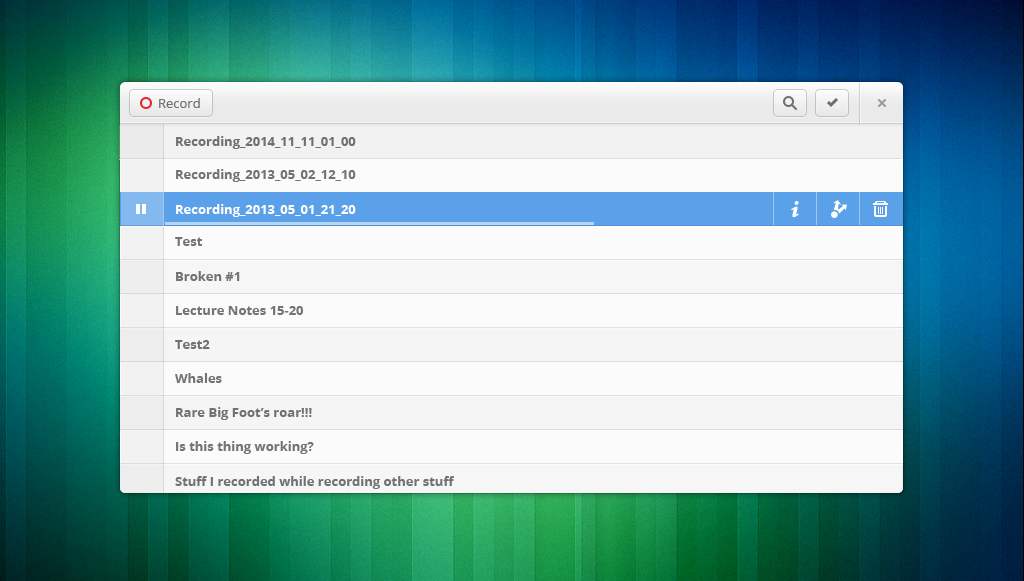 Record
Recording_2014_11_11_01_00
Recording_2013_05_02_12_10
Recording_2013_05_01_21_20
Test
Broken #1
Lecture Notes 15-20
Test2
Whales
Rare Big Foot’s roar!!!
Is this thing working?
Stuff I recorded while recording other stuff